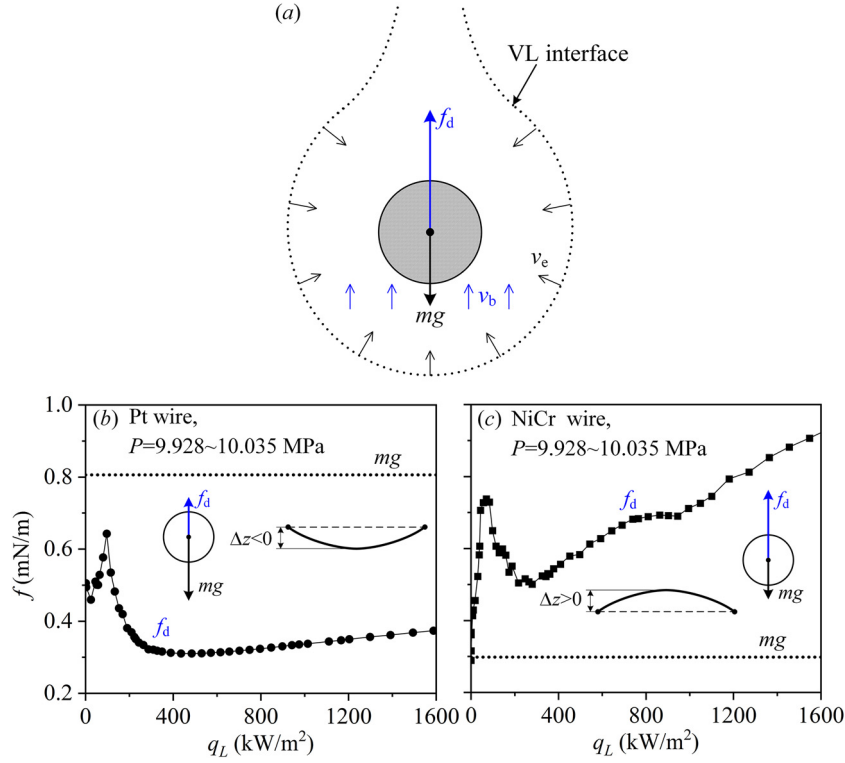 (a)
VL interface
f_d
v_e
v_b
mg
(b) Pt wire,
P=9.928~10.035 MPa
mg
f_d
Δz<0
mg
f_d
f (mN/m)
1.0
0.8
0.6
0.4
0.2
0 400 800 1200 1600
q_L (kW/m²)
(c) NiCr wire,
P=9.928~10.035 MPa
f_d
f_d
Δz>0
mg
mg
0 400 800 1200 1600
q_L (kW/m²)